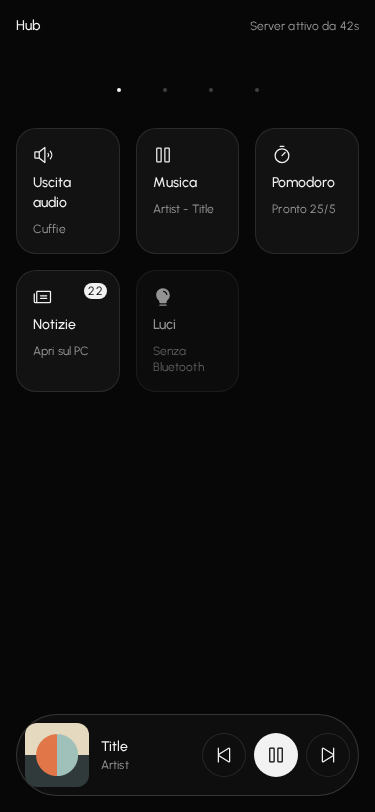 Hub
Server attivo da 42s
Uscita
audio
Cuffie
Musica
Artist - Title
Pomodoro
Pronto 25/5
22
Notizie
Apri sul PC
Luci
Senza
Bluetooth
Title
Artist